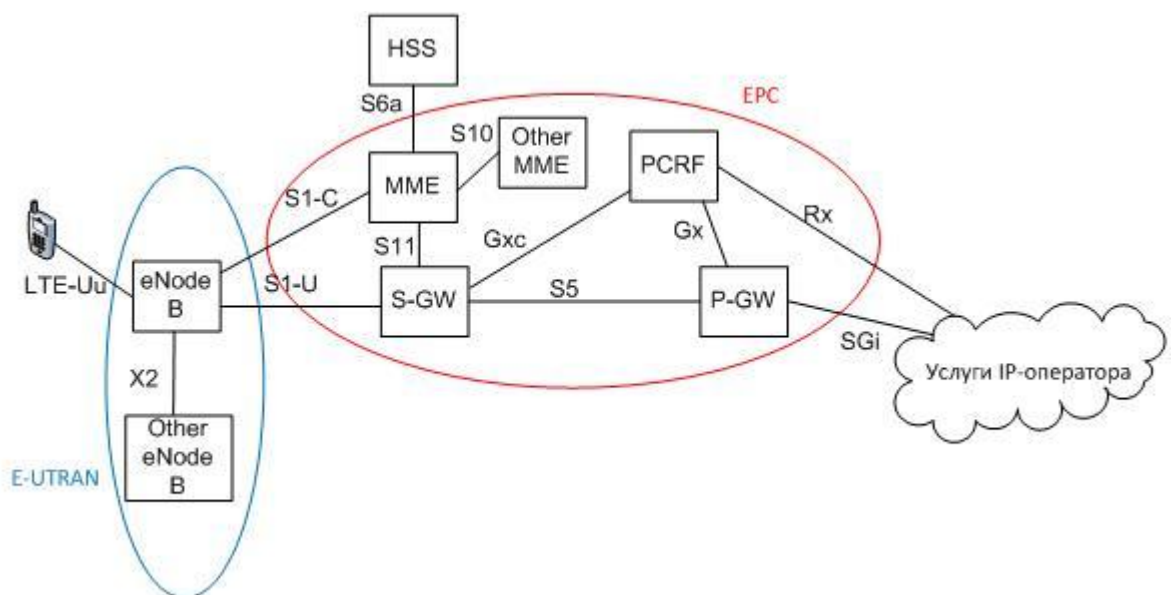 HSS
S6a
EPC
S10
Other
MME
MME
PCRF
S1-C
Rx
Gxc
Gx
S11
LTE-Uu
eNode
B
S1-U
S-GW
S5
P-GW
SGi
Услуги IP-оператора
X2
Other
eNode
B
E-UTRAN